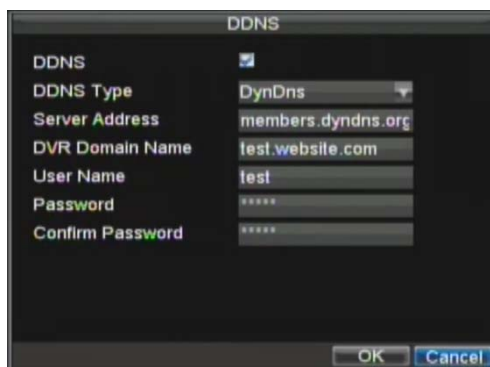 DDNS
DDNS
DDNS Type DynDns
Server Address members.dyndns.org
DVR Domain Name test.website.com
User Name test
Password *****
Confirm Password *****
OK Cancel